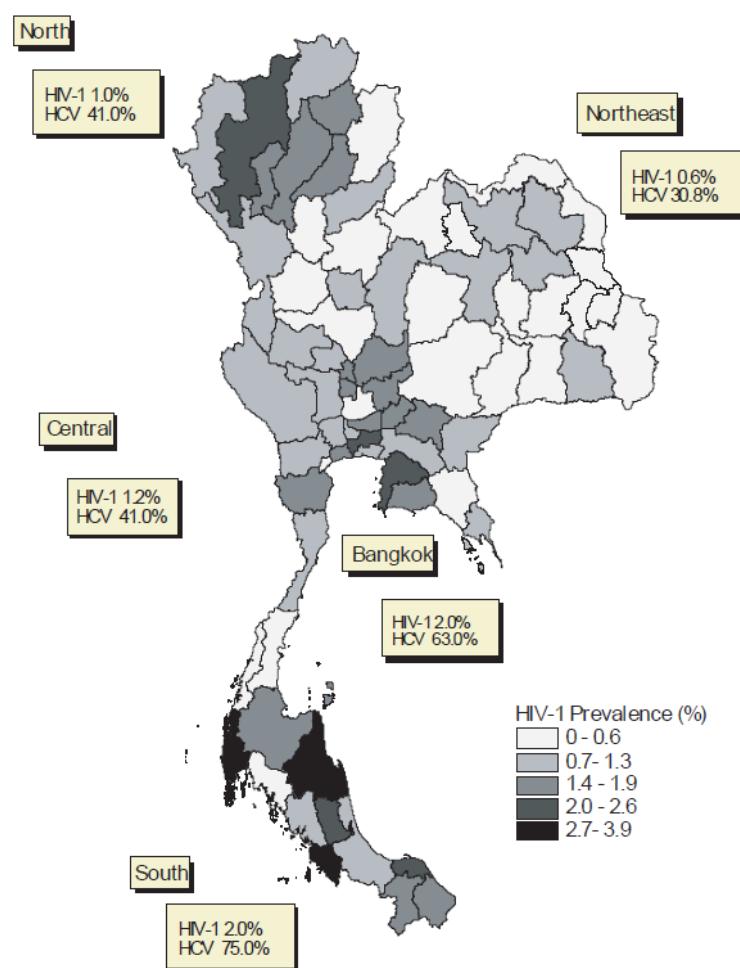 North
HIV-1 1.0%
HCV 41.0%
Northeast
HIV-1 0.6%
HCV 30.8%
Central
HIV-1 1.2%
HCV 41.0%
Bangkok
HIV-1 2.0%
HCV 63.0%
HIV-1 Prevalence (%)
0 - 0.6
0.7- 1.3
1.4 - 1.9
2.0 - 2.6
2.7- 3.9
South
HIV-1 2.0%
HCV 75.0%